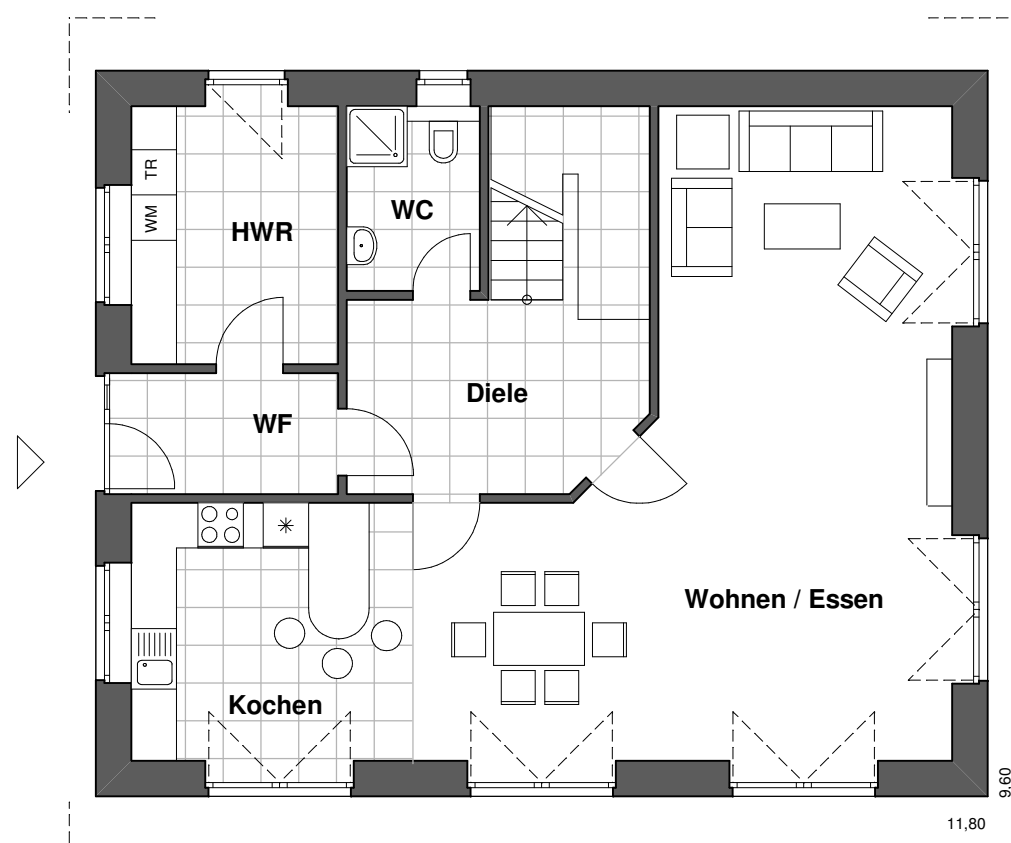 TR
WM
HWR
WC
Diele
WF
Wohnen / Essen
Kochen
9.60
11,80